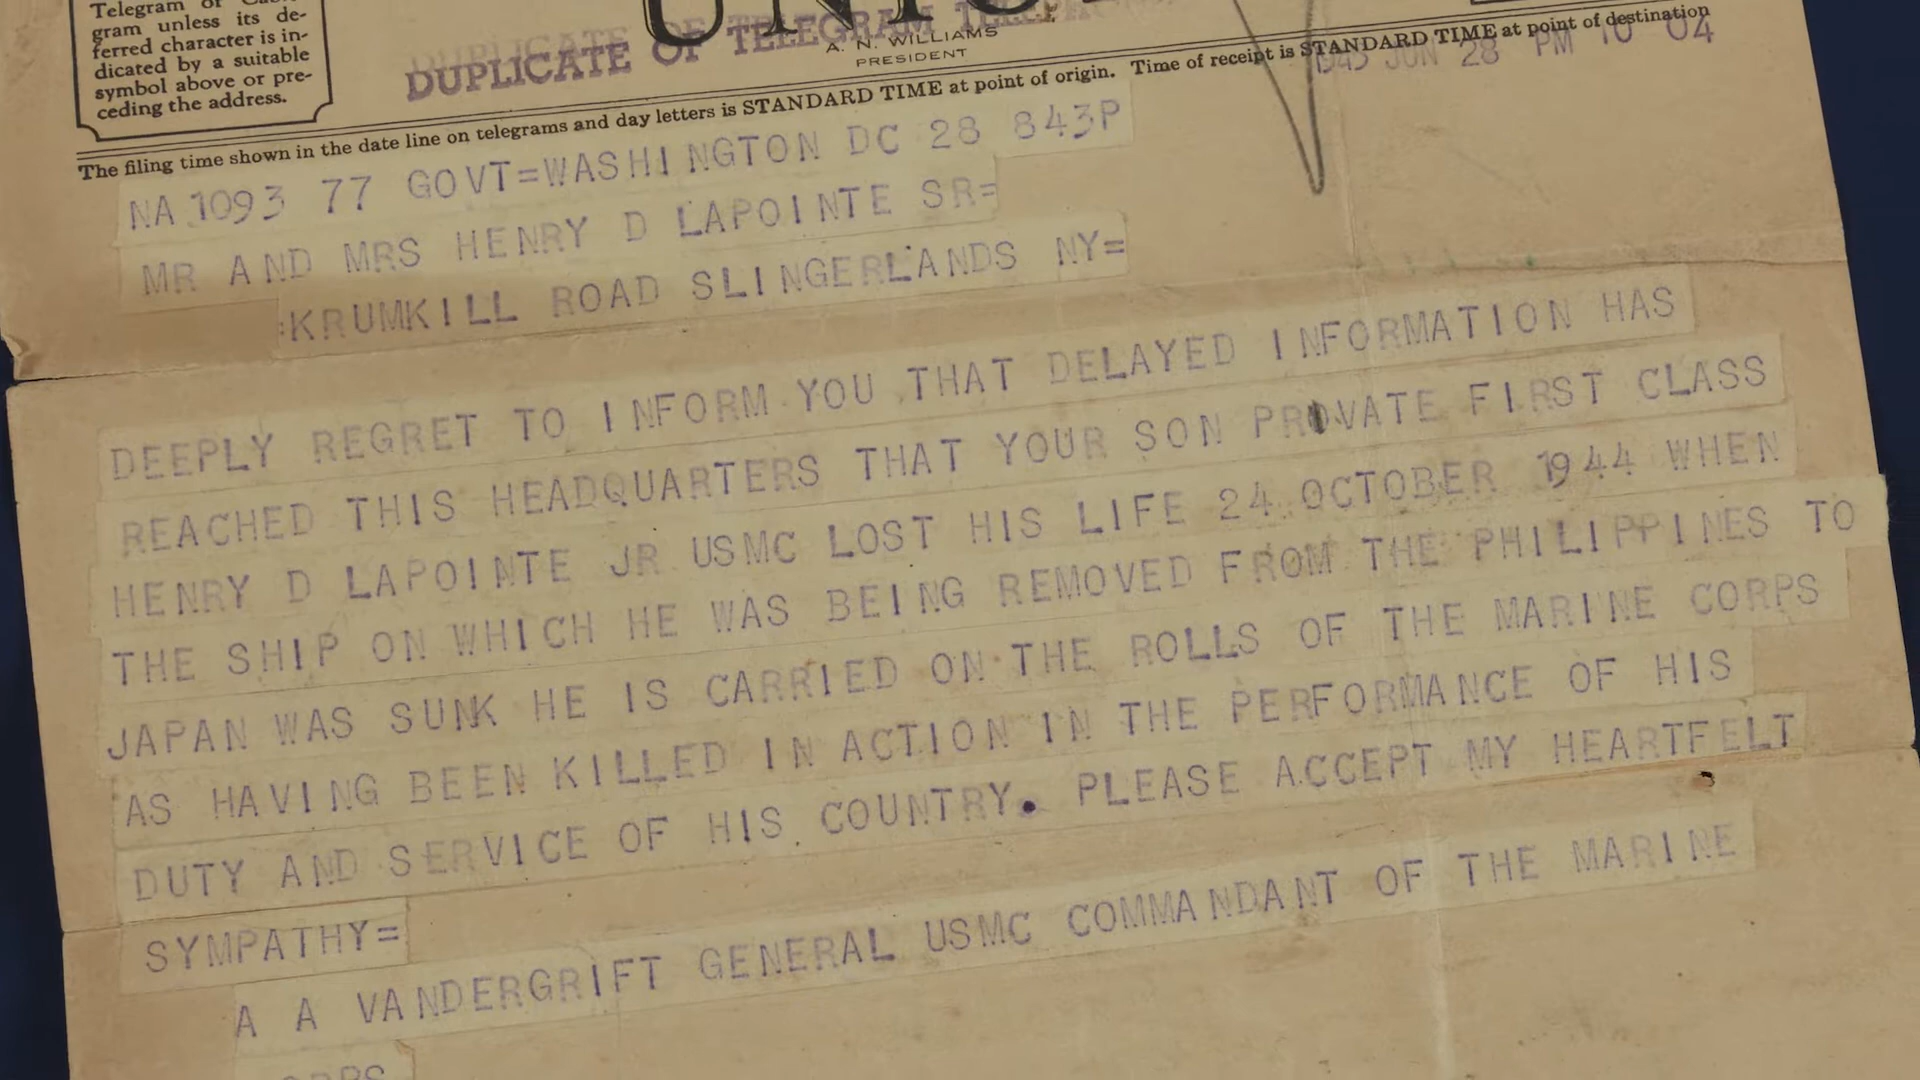 Telegram or
gram unless its de-
ferred character is in-
dicated by a suitable
symbol above or pre-
ceding the address.
DUPLICATE OF TELEGRAM
A. N. WILLIAMS
PRESIDENT
1945 JUN 28 PM 10 04
The filing time shown in the date line on telegrams and day letters is STANDARD TIME at point of origin. Time of receipt is STANDARD TIME at point of destination
NA 1093 77 GOVT=WASHINGTON DC 28 843P
MR AND MRS HENRY D LAPOINTE SR=
:KRUMKILL ROAD SLINGERLANDS NY=
DEEPLY REGRET TO INFORM YOU THAT DELAYED INFORMATION HAS
REACHED THIS HEADQUARTERS THAT YOUR SON FIRST CLASS
HENRY D LAPOINTE JR USMC LOST HIS LIFE 24 OCTOBER 1944 WHEN
THE SHIP ON WHICH HE WAS BEING REMOVED FROM THE PHILIPPINES TO
JAPAN WAS SUNK HE IS CARRIED ON THE ROLLS OF THE MARINE CORPS
AS HAVING BEEN KILLED IN ACTION IN THE PERFORMANCE OF HIS
DUTY AND SERVICE OF HIS COUNTRY. PLEASE ACCEPT MY HEARTFELT
SYMPATHY=
A A VANDERGRIFT GENERAL USMC COMMANDANT OF THE MARINE